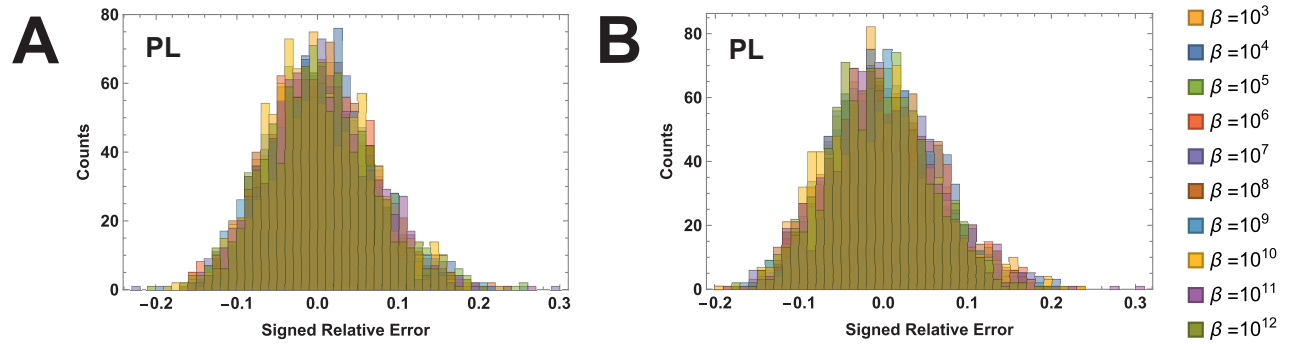 A
PL
80
60
40
20
0
Counts
−0.2
−0.1
0.0
0.1
0.2
0.3
Signed Relative Error
B
PL
80
60
40
20
0
Counts
−0.2
−0.1
0.0
0.1
0.2
0.3
Signed Relative Error
β =10³
β =10⁴
β =10⁵
β =10⁶
β =10⁷
β =10⁸
β =10⁹
β =10¹⁰
β =10¹¹
β =10¹²